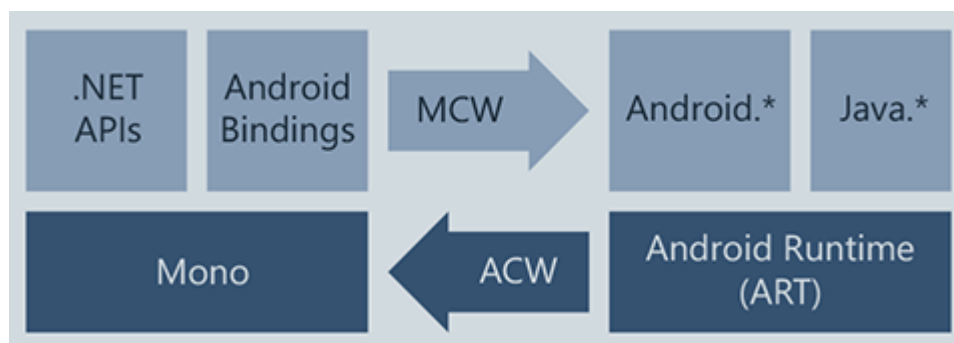 .NET
APIs
Android
Bindings
MCW
Android.*
Java.*
Mono
ACW
Android Runtime
(ART)